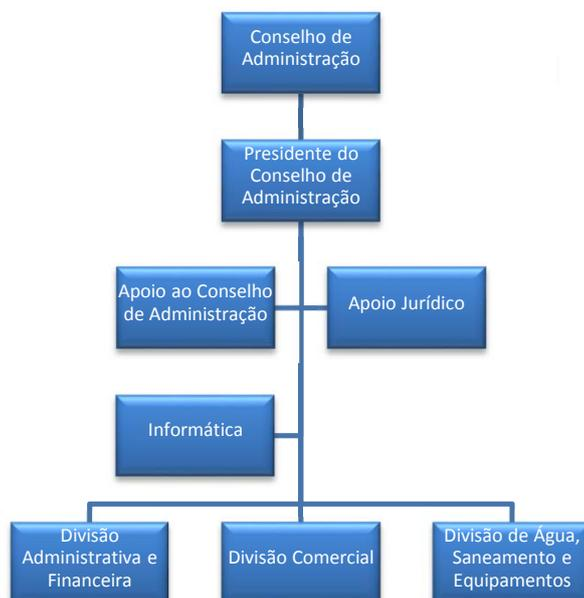 Conselho de
Administração
Presidente do
Conselho de
Administração
Apoio ao Conselho
de Administração
Apoio Jurídico
Informática
Divisão
Administrativa e
Financeira
Divisão Comercial
Divisão de Água,
Saneamento e
Equipamentos